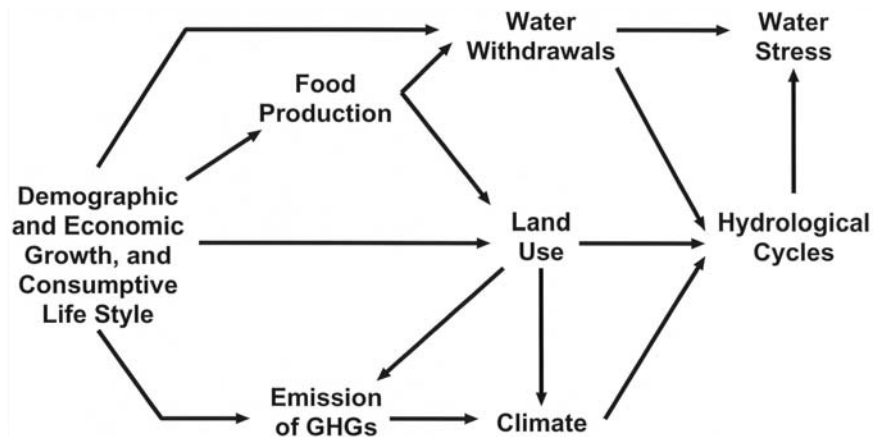 Water
Withdrawals
Water
Stress
Food
Production
Demographic
and Economic
Growth, and
Consumptive
Life Style
Land
Use
Hydrological
Cycles
Emission
of GHGs
Climate